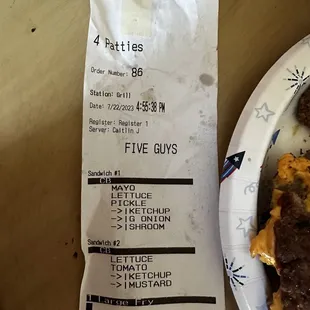 4 Patties
Order Number: 86
Station: Grill
Date: 7/22/2023 4:55:38 PM
Register: Register 1
Server: Caitlin J
FIVE GUYS
Sandwich #1
CB
MAYO
LETTUCE
PICKLE
->|KETCHUP
->|G ONION
->|SHROOM
Sandwich #2
CB
LETTUCE
TOMATO
->|KETCHUP
->|MUSTARD
1 Large Fry